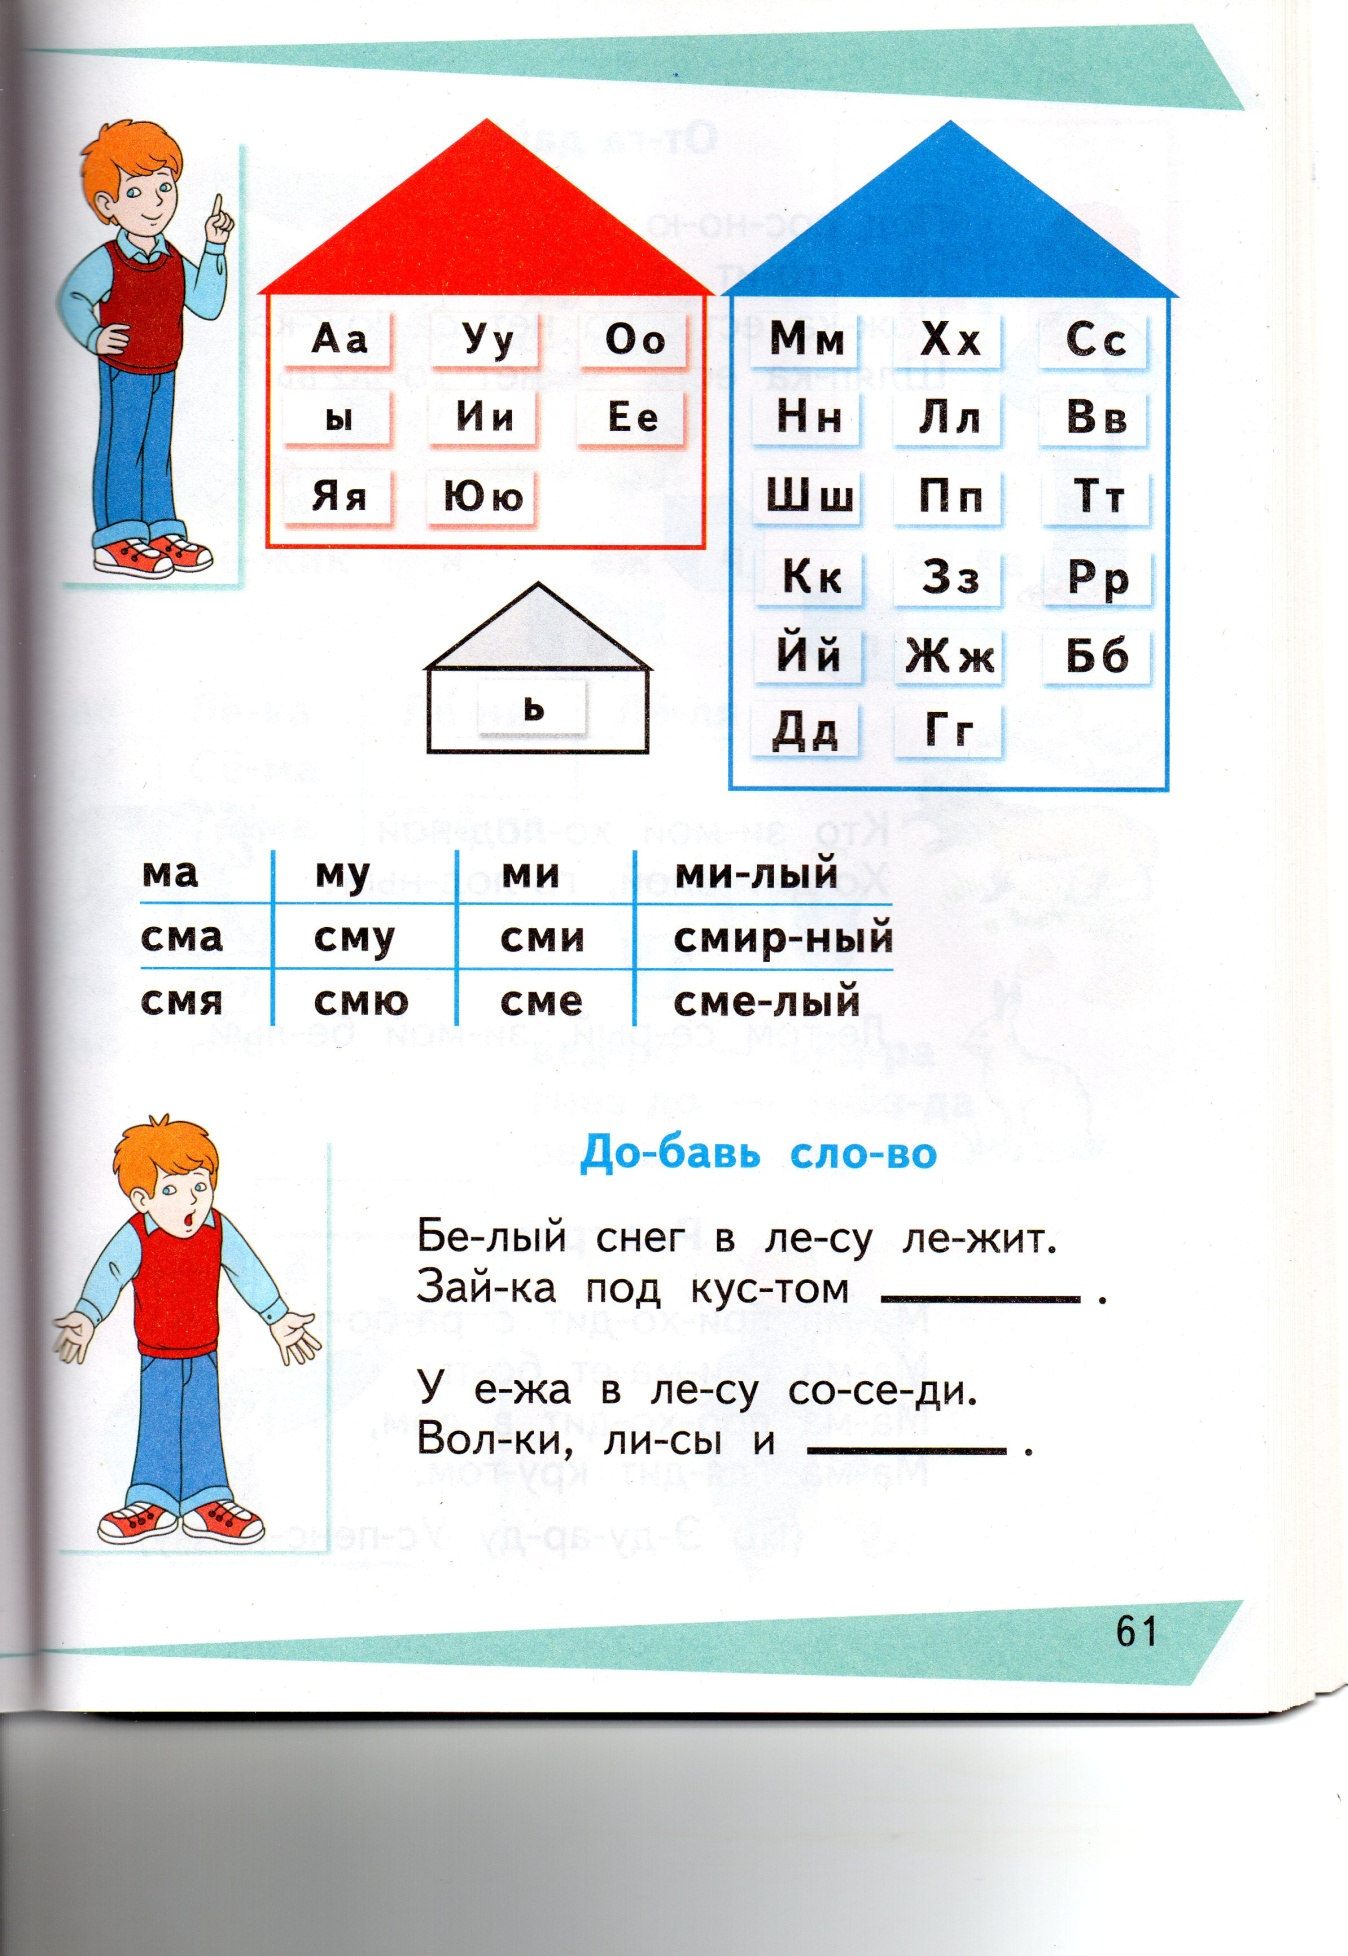 Аа Уу Оо
ы Ии Ее
Яя Юю
Мм Хх Сс
Нн Лл Вв
Шш Пп Тт
Кк Зз Рр
Йй Жж Бб
Дд Гг
ь
ма му ми ми-лый
сма сму сми смир-ный
смя смю сме сме-лый
До-бавь сло-во
Бе-лый снег в ле-су ле-жит.
Зай-ка под кус-том ________ .
У е-жа в ле-су со-се-ди.
Вол-ки, ли-сы и ________ .
61